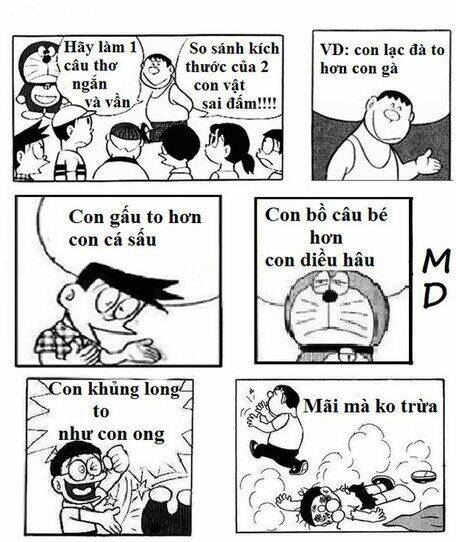 Hãy làm 1
câu thơ
ngắn
và vần
So sánh kích
thước của 2
con vật
sai đấm!!!!
VD: con lạc đà to
hơn con gà
Con gấu to hơn
con cá sấu
Con bồ câu bé
hơn
con diều hâu
M
D
Con khủng long
to
như con ong
Mãi mà ko trừa